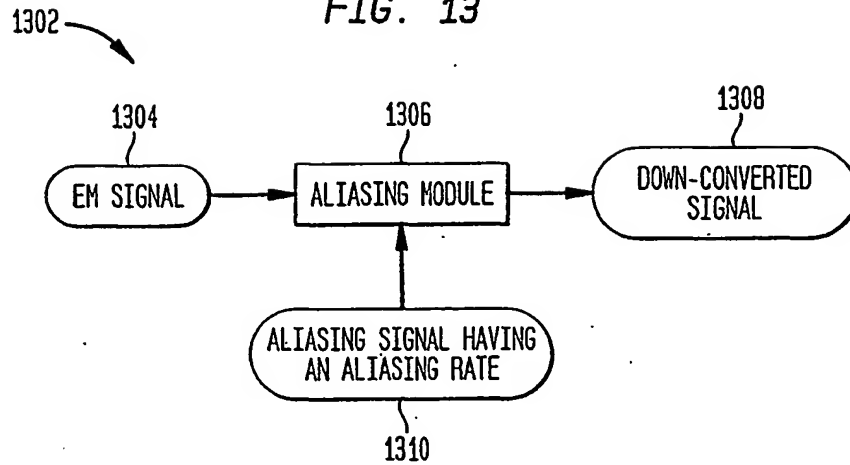 FIG. 13
1302
1304
1306
1308
EM SIGNAL
ALIASING MODULE
DOWN-CONVERTED
SIGNAL
ALIASING SIGNAL HAVING
AN ALIASING RATE
1310